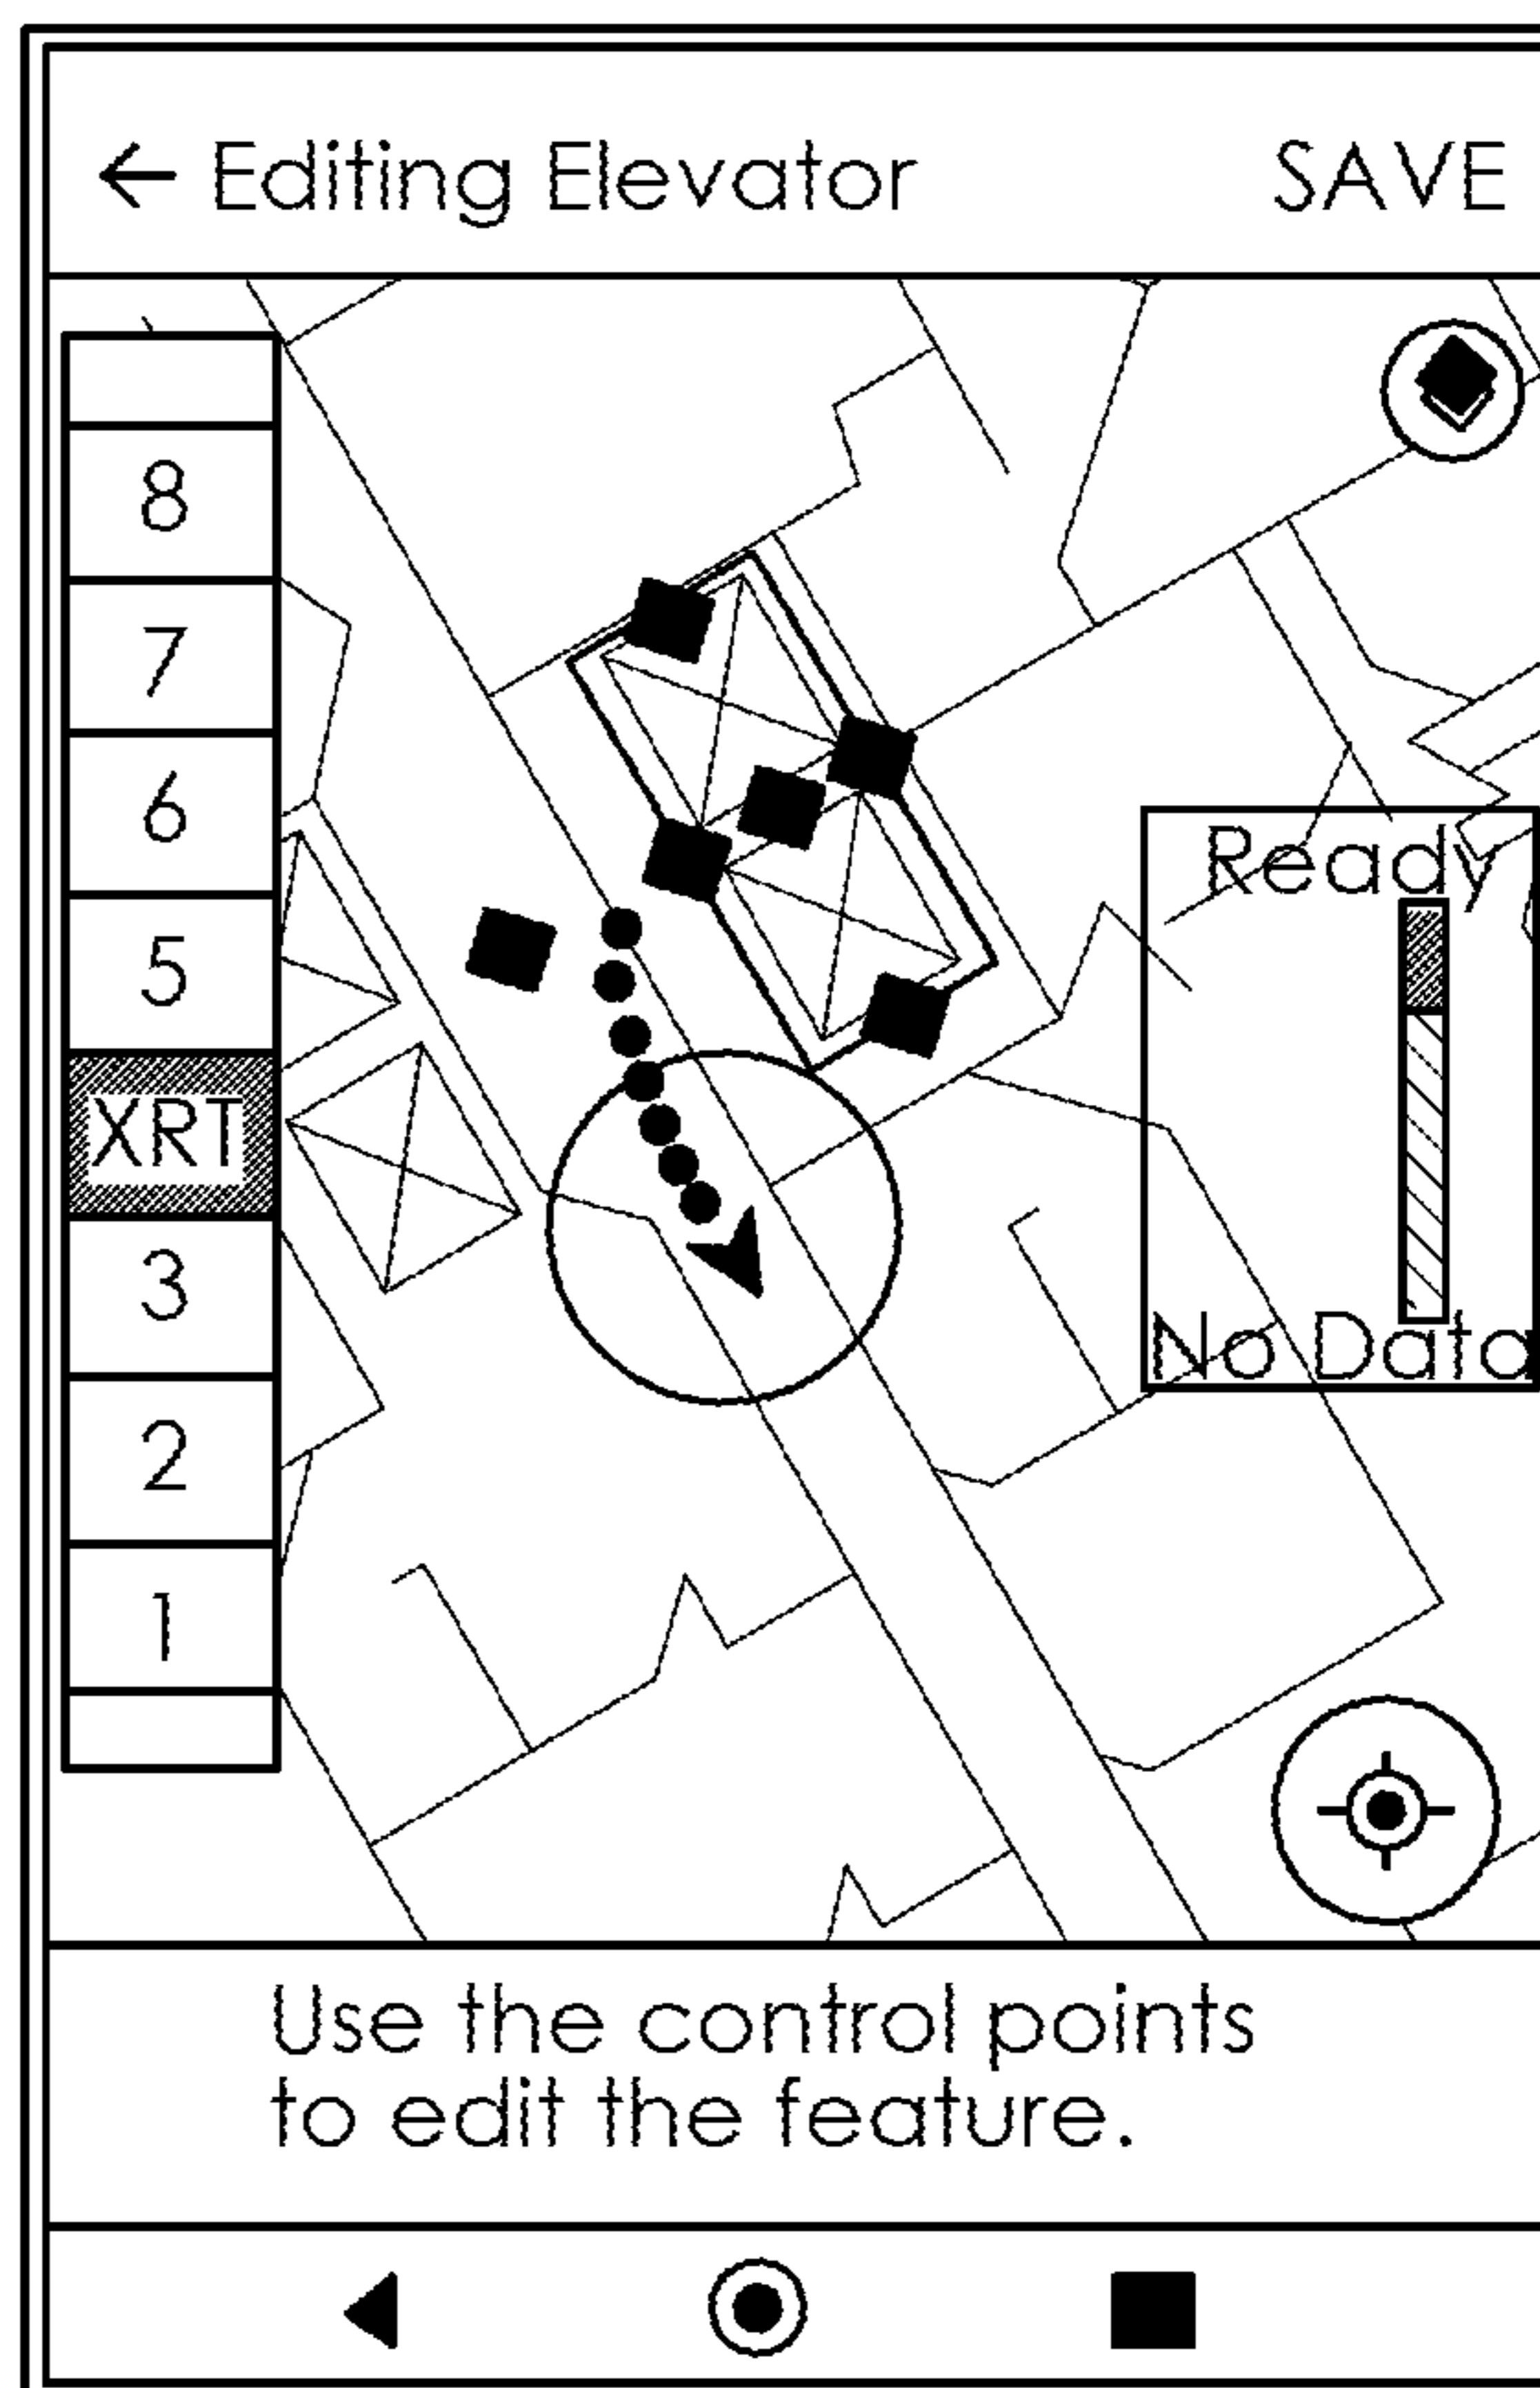 ← Editing Elevator SAVE
8
7
6
5
XRT
3
2
1
Ready
No Data
Use the control points
to edit the feature.